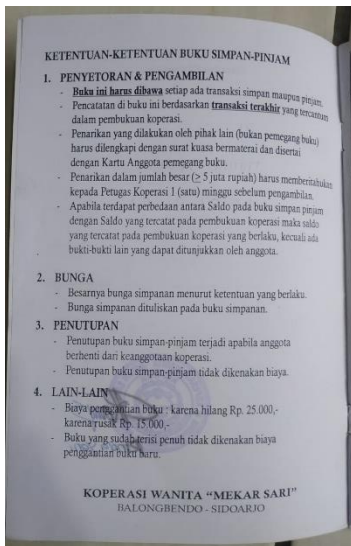 KETENTUAN-KETENTUAN BUKU SIMPAN-PINJAM
1. PENYETORAN & PENGAMBILAN
- Buku ini harus dibawa setiap ada transaksi simpan maupun pinjam.
- Pencatatan di buku ini berdasarkan transaksi terakhir yang tercantum
dalam pembukuan koperasi.
- Penarikan yang dilakukan oleh pihak lain (bukan pemegang buku)
harus dilengkapi dengan surat kuasa bermaterai dan disertai
dengan Kartu Anggota pemegang buku.
- Penarikan dalam jumlah besar (≥ 5 juta rupiah) harus memberitahukan
kepada Petugas Koperasi 1 (satu) minggu sebelum pengambilan.
- Apabila terdapat perbedaan antara Saldo pada buku simpan pinjam
dengan Saldo yang tercatat pada pembukuan koperasi maka saldo
yang tercatat pada pembukuan koperasi yang berlaku, kecuali ada
bukti-bukti lain yang dapat ditunjukkan oleh anggota.
2. BUNGA
- Besarnya bunga simpanan menurut ketentuan yang berlaku.
- Bunga simpanan dituliskan pada buku simpanan.
3. PENUTUPAN
- Penutupan buku simpan-pinjam terjadi apabila anggota
berhenti dari keanggotaan koperasi.
- Penutupan buku simpan-pinjam tidak dikenakan biaya.
4. LAIN-LAIN
- Biaya penggantian buku : karena hilang Rp. 25.000,-
karena rusak Rp. 15.000,-
- Buku yang sudah terisi penuh tidak dikenakan biaya
penggantian buku baru.
KOPERASI WANITA “MEKAR SARI”
BALONGBENDO - SIDOARJO